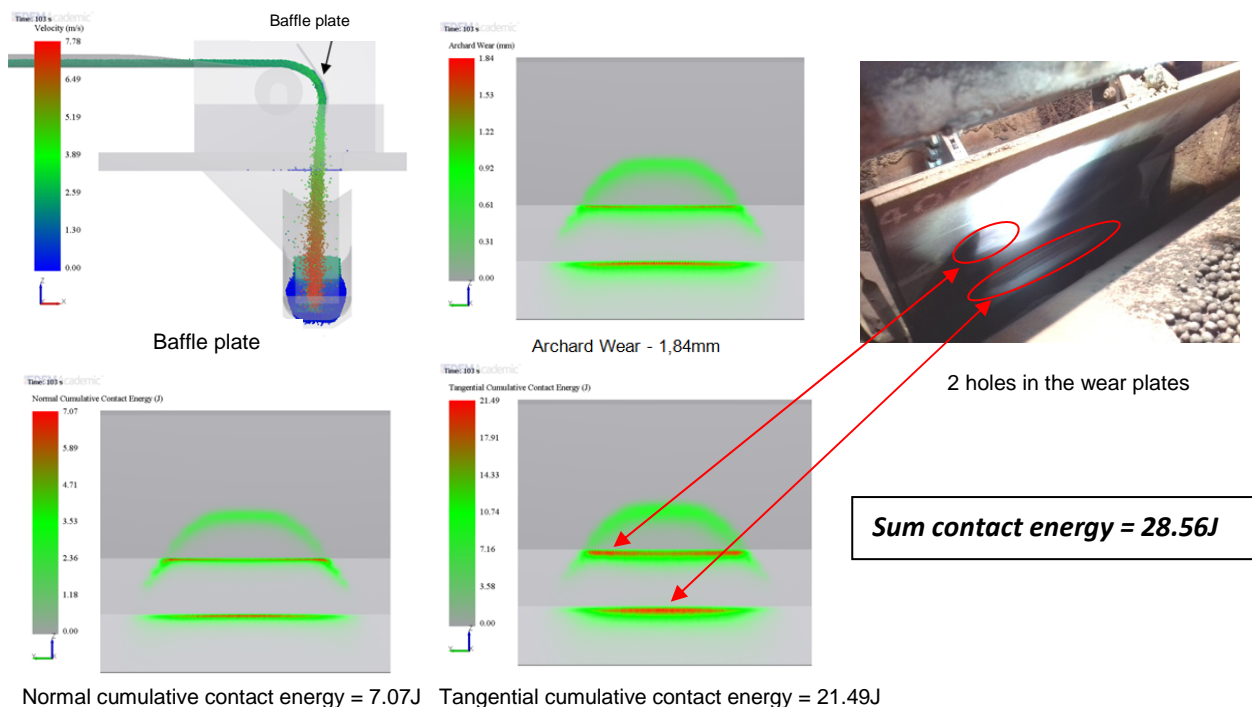 Baffle plate
Time: 103 s
Velocity (m/s)
7.78
6.49
5.19
3.89
2.59
1.30
0.00
Z
X
Baffle plate
Time: 103 s
Archard Wear (mm)
1.84
1.53
1.22
0.92
0.61
0.31
0.00
Z
Y
Archard Wear - 1,84mm
2 holes in the wear plates
Time: 103 s
Normal Cumulative Contact Energy (J)
7.07
5.89
4.71
3.53
2.36
1.18
0.00
Z
Y
Normal cumulative contact energy = 7.07J
Time: 103 s
Tangential Cumulative Contact Energy (J)
21.49
17.91
14.33
10.74
7.16
3.58
0.00
Z
Y
Tangential cumulative contact energy = 21.49J
Sum contact energy = 28.56J